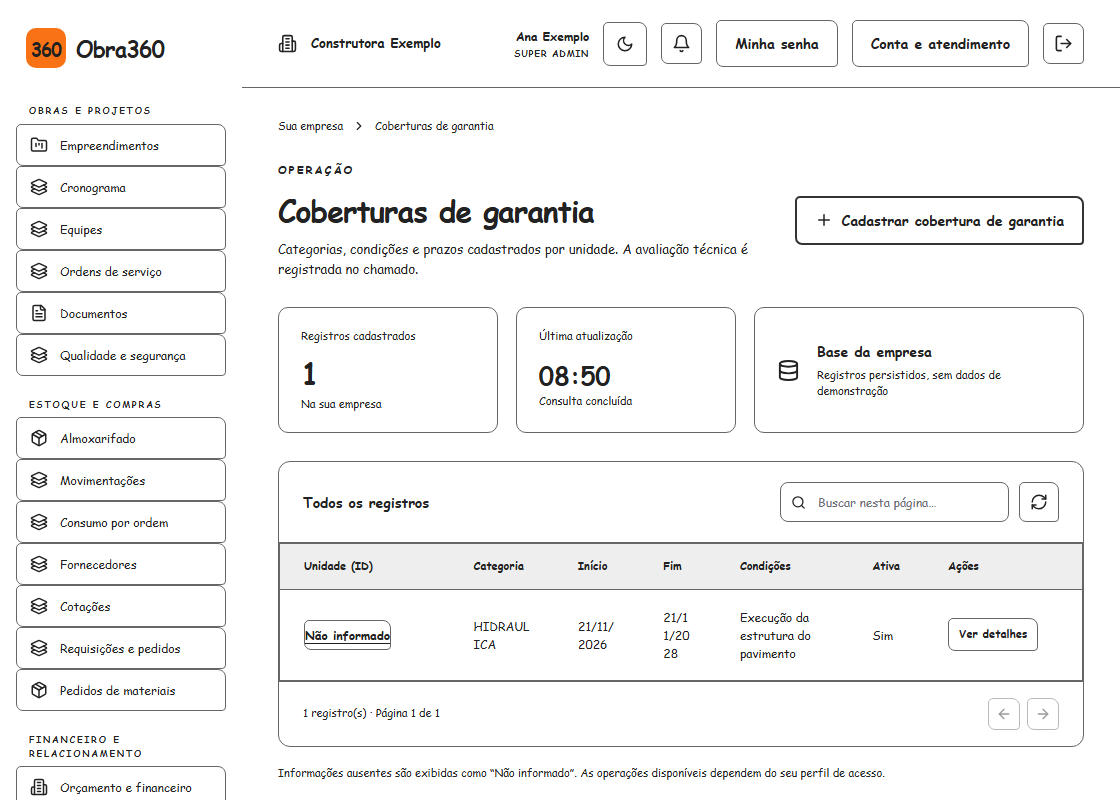 360 Obra360
OBRAS E PROJETOS
Empreendimentos
Cronograma
Equipes
Ordens de serviço
Documentos
Qualidade e segurança
ESTOQUE E COMPRAS
Almoxarifado
Movimentações
Consumo por ordem
Fornecedores
Cotações
Requisições e pedidos
Pedidos de materiais
FINANCEIRO E
RELACIONAMENTO
Orçamento e financeiro
Construtora Exemplo
Ana Exemplo
SUPER ADMIN
Minha senha
Conta e atendimento
Sua empresa
Coberturas de garantia
OPERAÇÃO
Coberturas de garantia
Categorias, condições e prazos cadastrados por unidade. A avaliação técnica é
registrada no chamado.
Cadastrar cobertura de garantia
Registros cadastrados
1
Na sua empresa
Última atualização
08:50
Consulta concluída
Base da empresa
Registros persistidos, sem dados de
demonstração
Todos os registros
Buscar nesta página...
Unidade (ID) Categoria Início Fim Condições Ativa Ações
Não informado
HIDRAUL
ICA
21/11/
2026
21/1
1/20
28
Execução da
estrutura do
pavimento
Sim
Ver detalhes
1 registro(s) · Página 1 de 1
Informações ausentes são exibidas como “Não informado”. As operações disponíveis dependem do seu perfil de acesso.